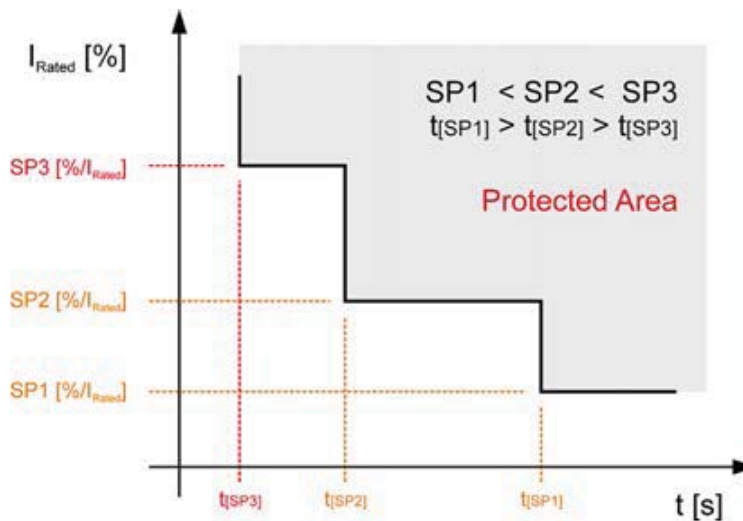 I_Rated [%]
SP1 < SP2 < SP3
t[SP1] > t[SP2] > t[SP3]
SP3 [%/I_Rated]
Protected Area
SP2 [%/I_Rated]
SP1 [%/I_Rated]
t[SP3] t[SP2] t[SP1] t [s]